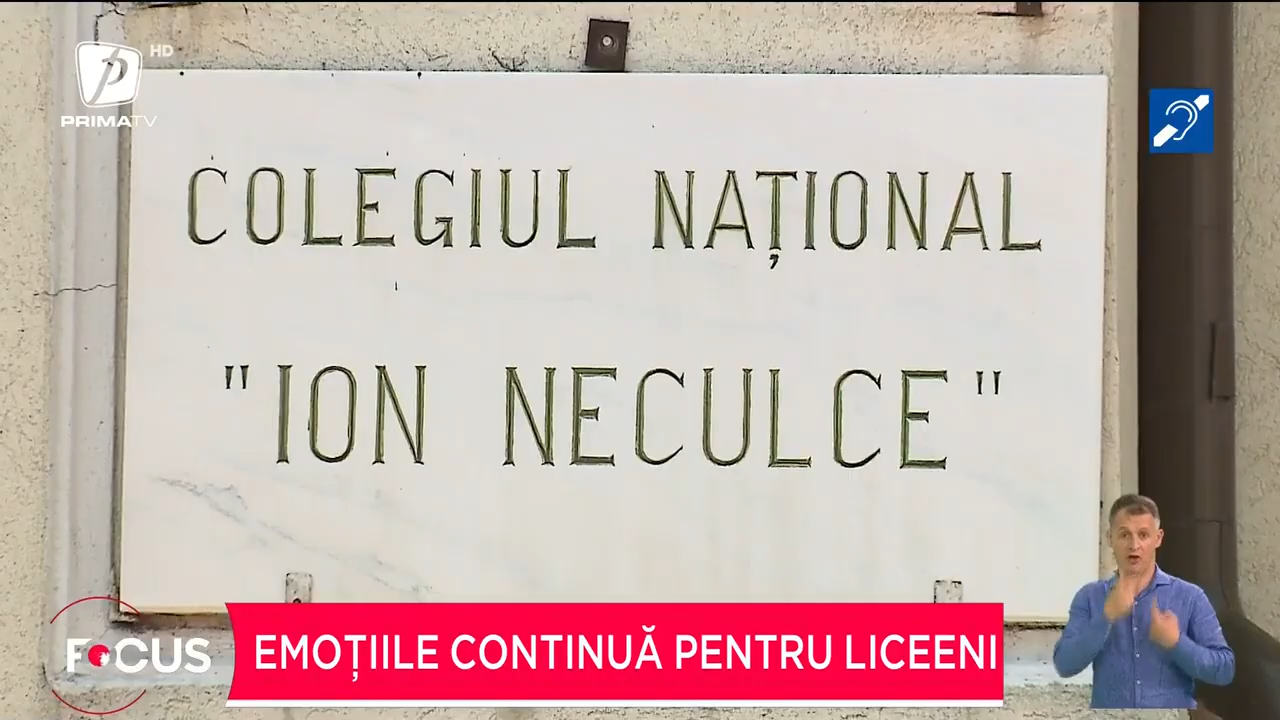 HD
PRIMATV
COLEGIUL NAȚIONAL
"ION NECULCE"
FOCUS
EMOȚIILE CONTINUĂ PENTRU LICEENI